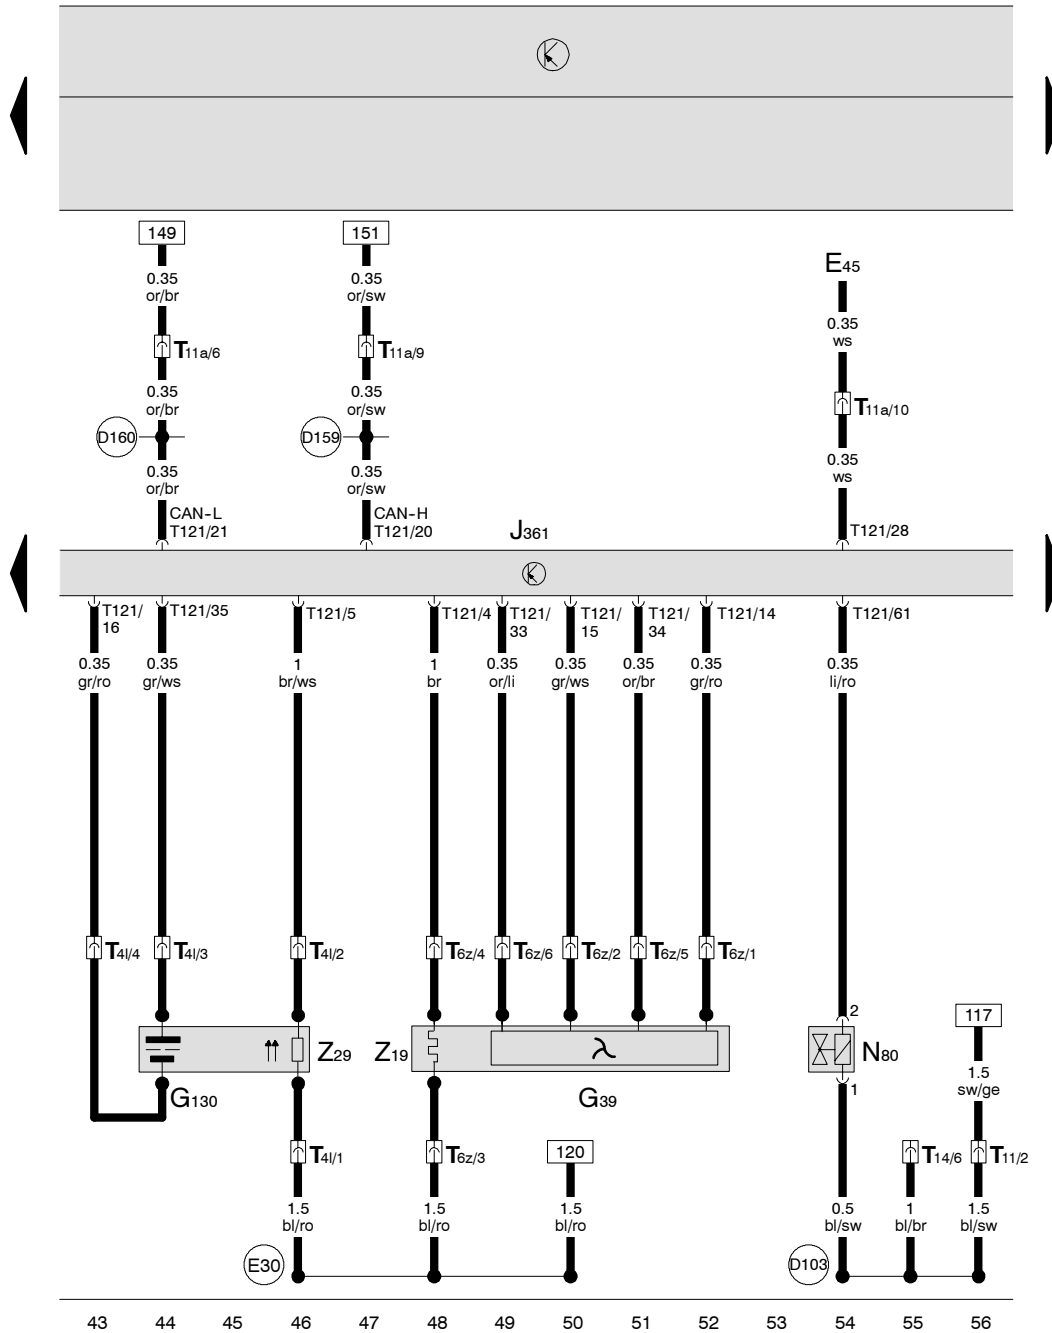 149 151
E45
0.35 0.35
or/br or/sw
0.35
ws
T11a/6 T11a/9
0.35 0.35
or/br or/sw
T11a/10
D160 D159
0.35 0.35 0.35
or/br or/sw ws
CAN-L CAN-H
T121/21 T121/20 J361 T121/28
T121/ T121/35 T121/5 T121/4 T121/ T121/ T121/ T121/14 T121/61
16 33 15 34
0.35 0.35 1 1 0.35 0.35 0.35 0.35 0.35
gr/ro gr/ws br/ws br or/li gr/ws or/br gr/ro li/ro
T4l/4 T4l/3 T4l/2 T6z/4 T6z/6 T6z/2 T6z/5 T6z/1
2 117
Z29 Z19 N80
1.5
sw/ge
G130 G39 1
T4l/1 T6z/3 120 T14/6 T11/2
1.5 1.5 1.5 0.5 1 1.5
bl/ro bl/ro bl/ro bl/sw bl/br bl/sw
E30 D103
43 44 45 46 47 48 49 50 51 52 53 54 55 56